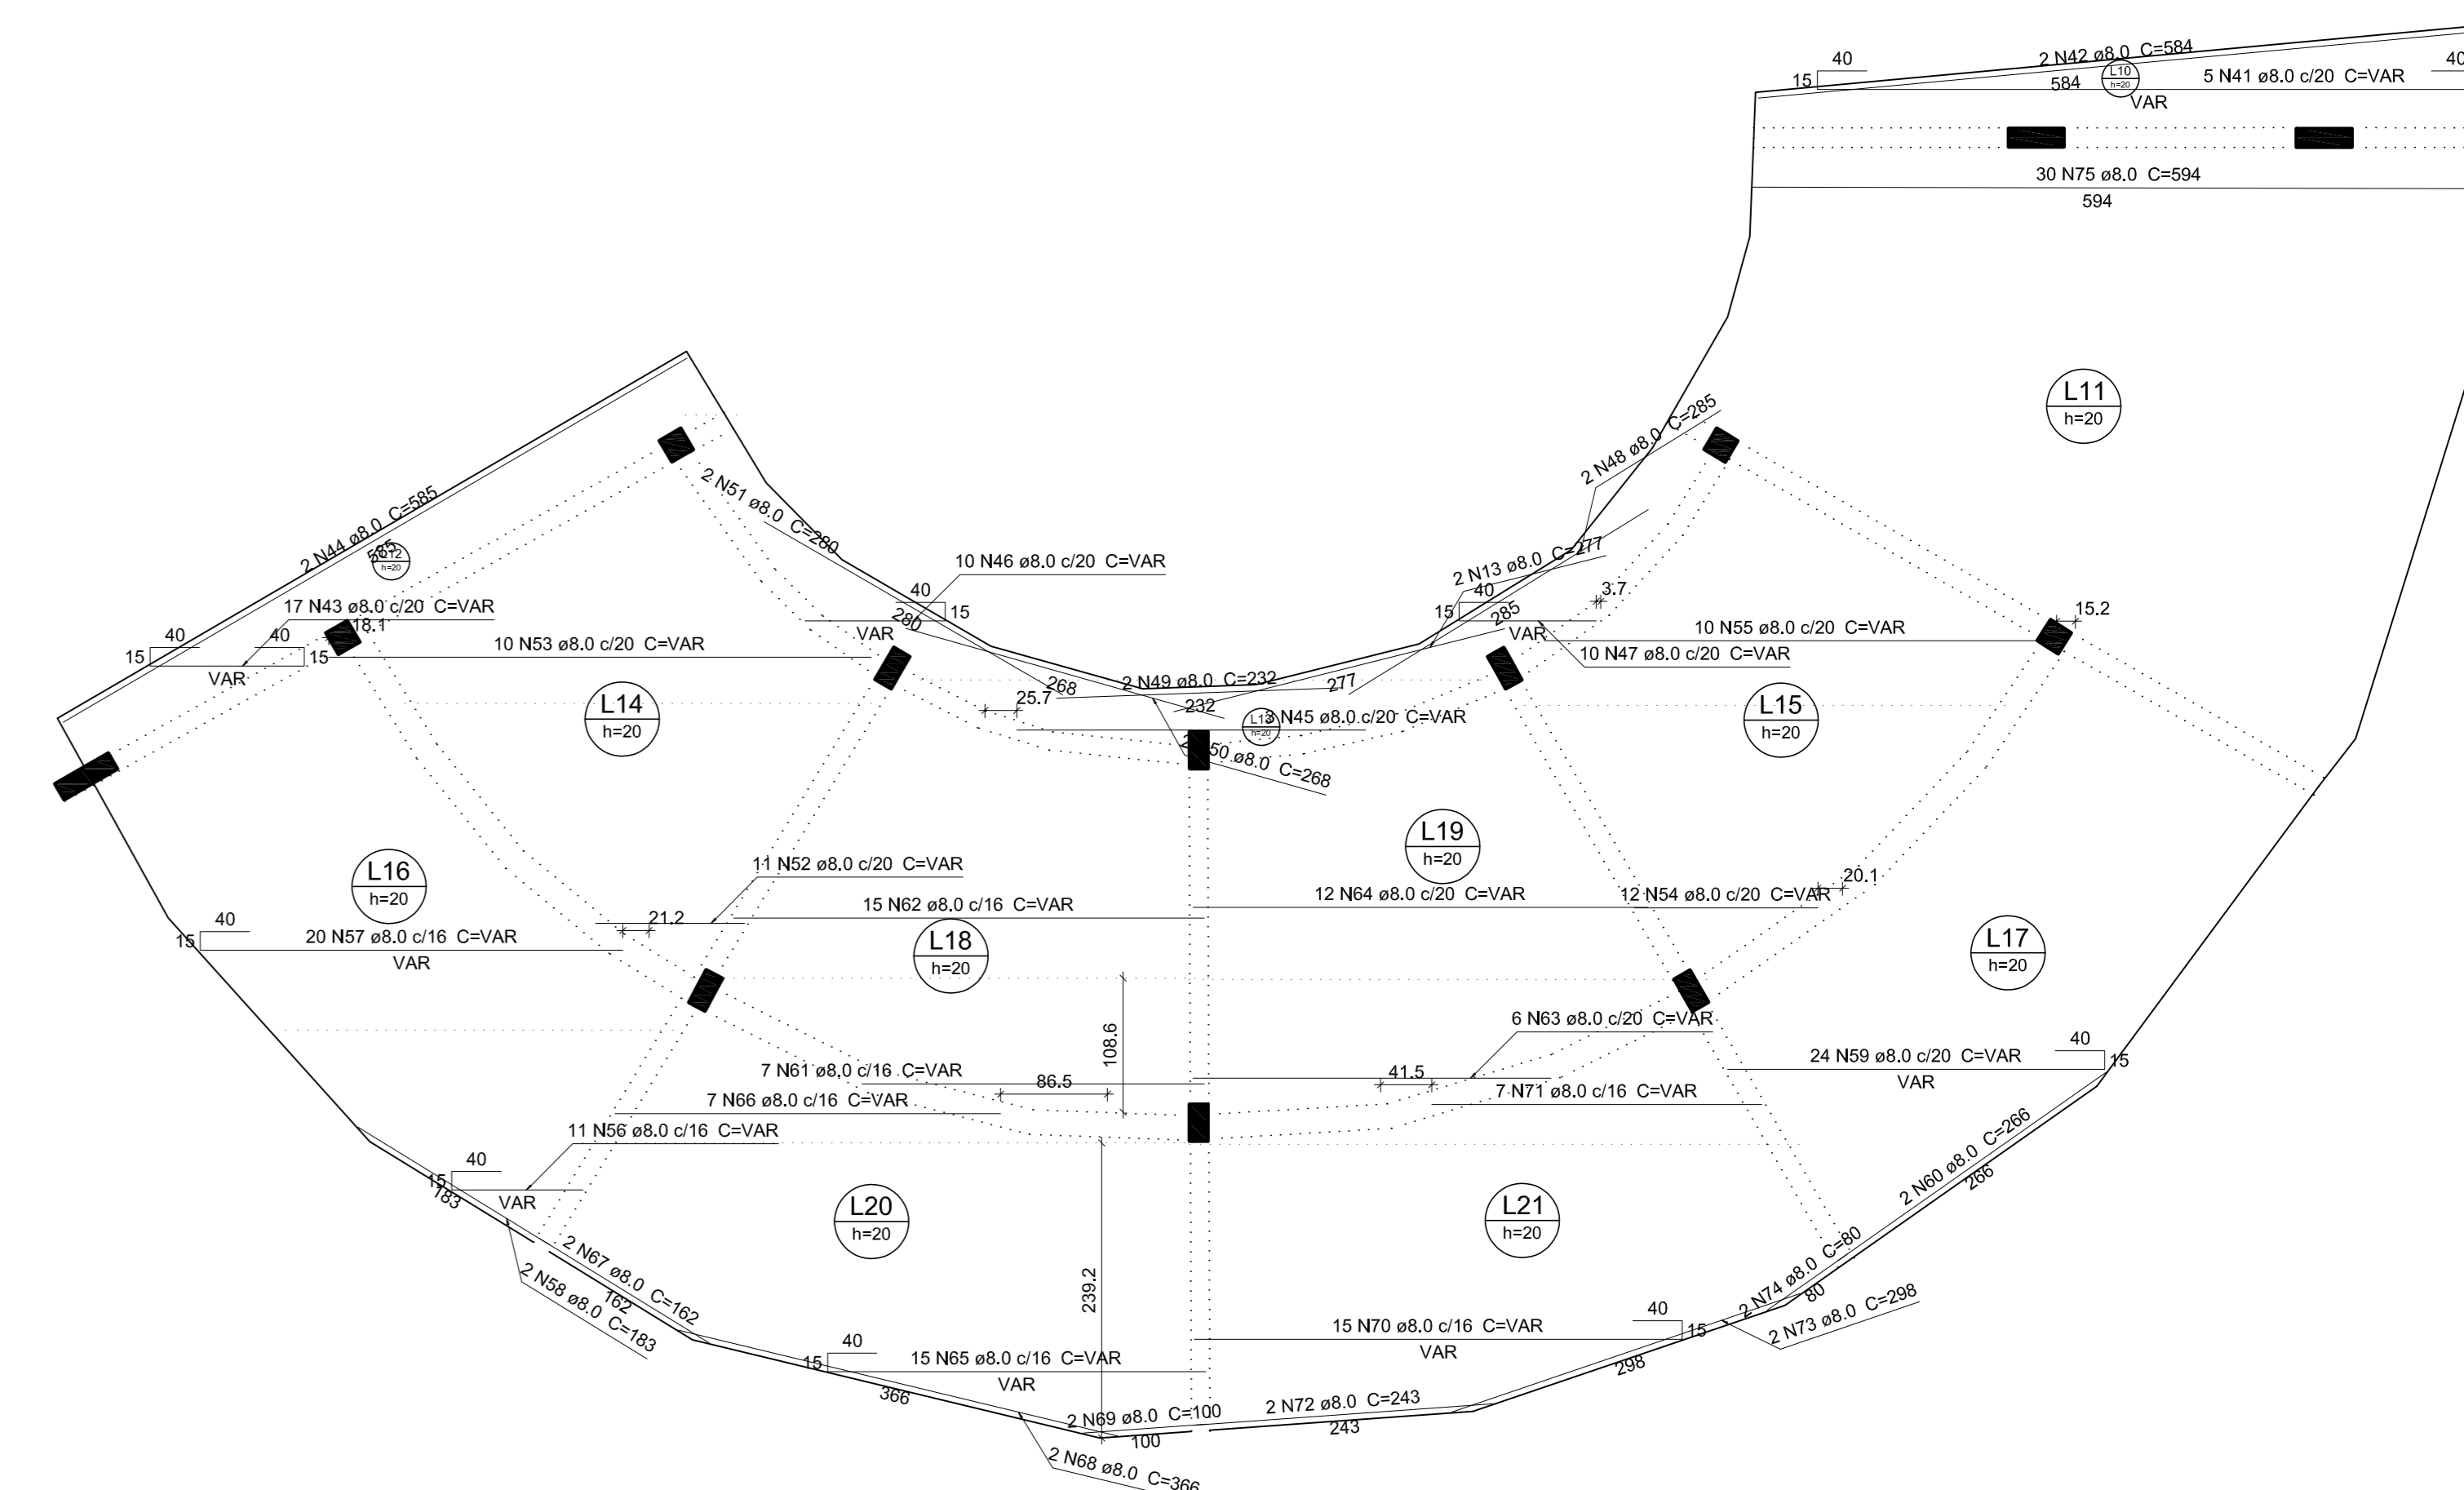 40
2 N42 ø8.0 C=584
15
584
L10
h=20
5 N41 ø8.0 c/20 C=VAR
40
VAR
30 N75 ø8.0 C=594
594
L11
h=20
2 N44 ø8.0 C=585
585
h=20
2 N51 ø8.0 C=280
280
10 N46 ø8.0 c/20 C=VAR
40
15
VAR
2 N48 ø8.0 C=285
285
2 N13 ø8.0 C=277
277
40
15
VAR
3.7
15.2
17 N43 ø8.0 c/20 C=VAR
40
15
40
15
VAR
18.1
10 N53 ø8.0 c/20 C=VAR
10 N55 ø8.0 c/20 C=VAR
10 N47 ø8.0 c/20 C=VAR
L14
h=20
25.7
268
2 N49 ø8.0 C=232
232
h=20
3 N45 ø8.0 c/20 C=VAR
50 ø8.0 C=268
L15
h=20
L19
h=20
L16
h=20
11 N52 ø8.0 c/20 C=VAR
15 N62 ø8.0 c/16 C=VAR
12 N64 ø8.0 c/20 C=VAR
12 N54 ø8.0 c/20 C=VAR
20.1
40
15
20 N57 ø8.0 c/16 C=VAR
VAR
21.2
L18
h=20
L17
h=20
108.6
6 N63 ø8.0 c/20 C=VAR
7 N61 ø8.0 c/16 C=VAR
86.5
41.5
7 N66 ø8.0 c/16 C=VAR
7 N71 ø8.0 c/16 C=VAR
24 N59 ø8.0 c/20 C=VAR
VAR
40
15
11 N56 ø8.0 c/16 C=VAR
40
15
VAR
183
2 N60 ø8.0 C=266
266
L20
h=20
L21
h=20
239.2
2 N67 ø8.0 C=162
162
2 N58 ø8.0 C=183
2 N74 ø8.0 C=80
80
2 N73 ø8.0 C=298
298
40
15
15 N70 ø8.0 c/16 C=VAR
VAR
40
15
15 N65 ø8.0 c/16 C=VAR
VAR
366
2 N69 ø8.0 C=100
100
2 N72 ø8.0 C=243
243
2 N68 ø8.0 C=366